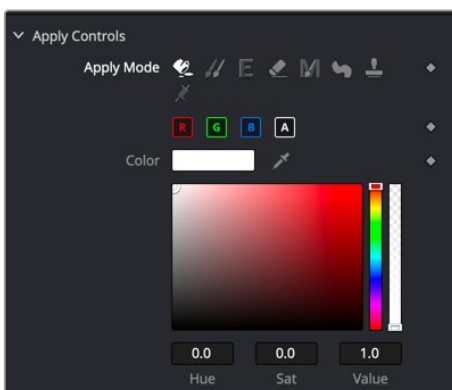 Apply Controls
Apply Mode E M
R G B A
Color
0.0 0.0 1.0
Hue Sat Value